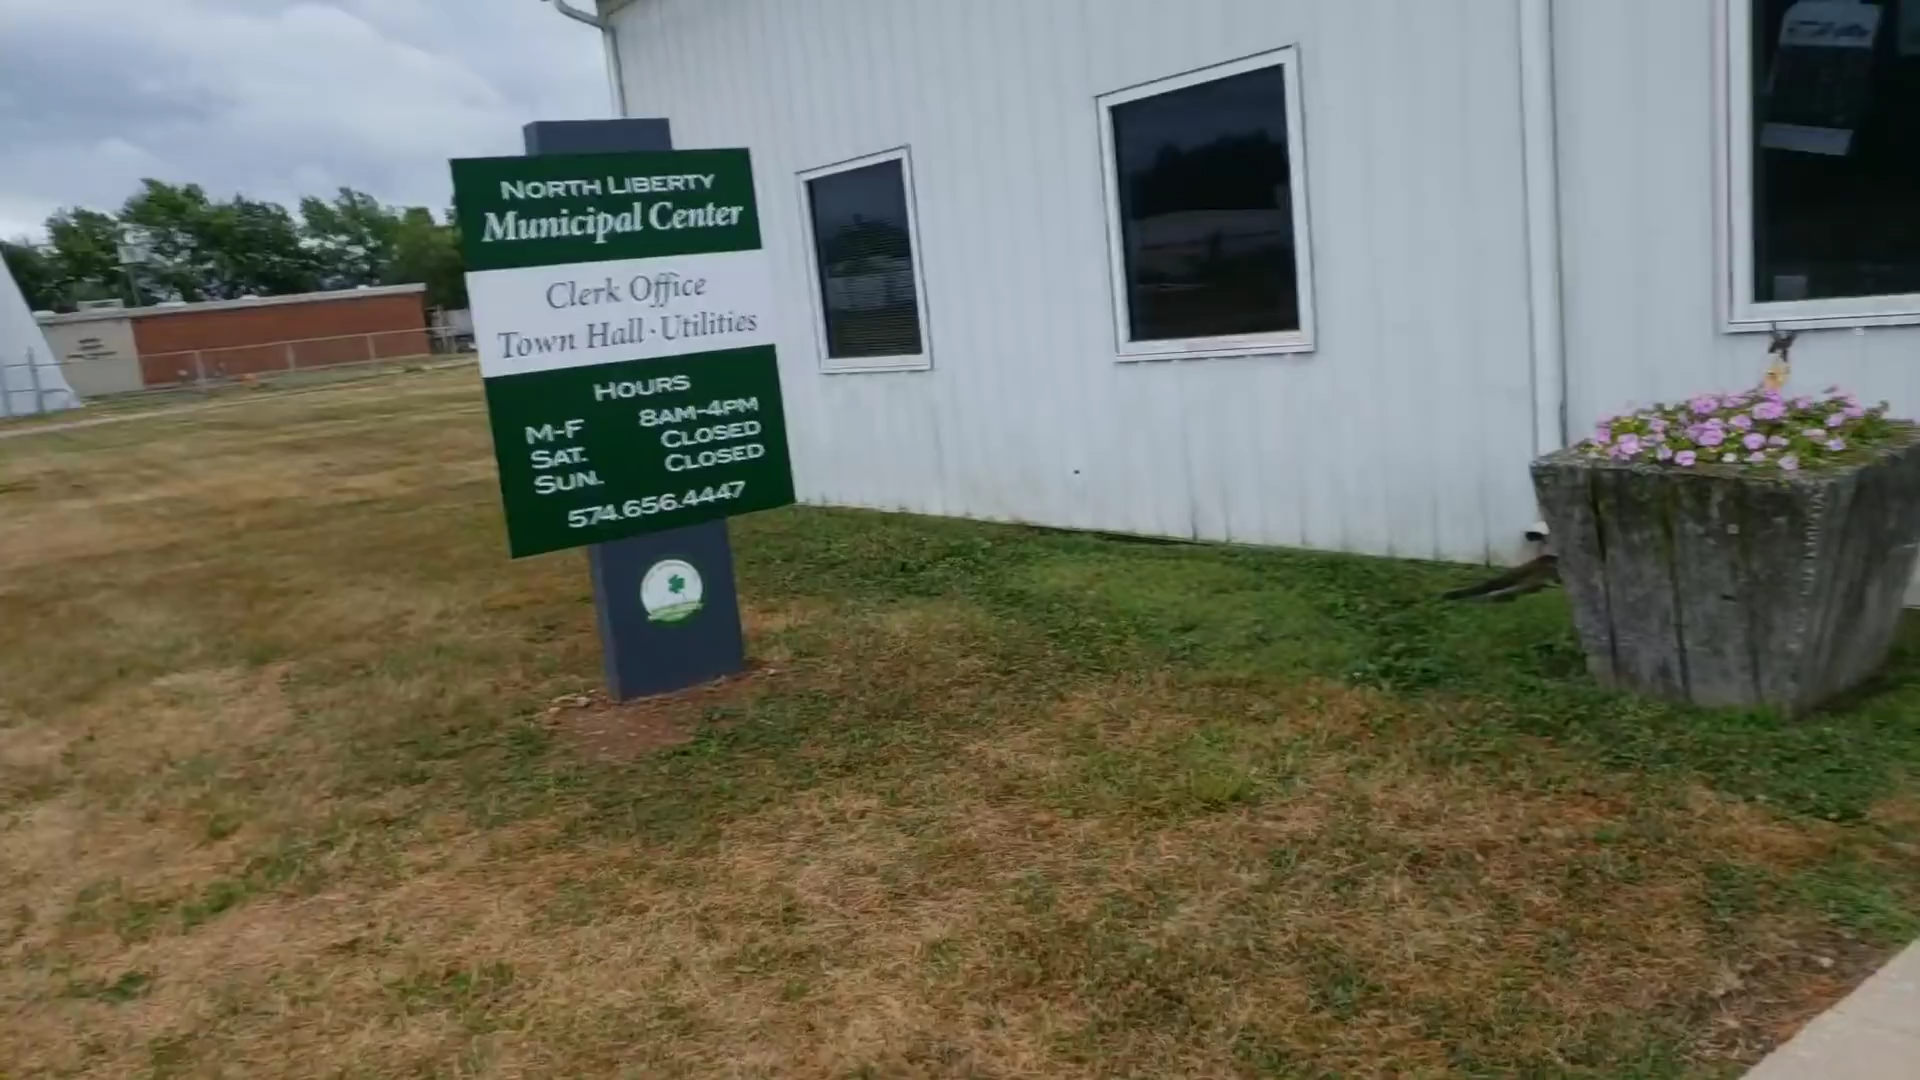 NORTH LIBERTY
Municipal Center
Clerk Office
Town Hall · Utilities
HOURS
M-F 8AM-4PM
SAT. CLOSED
SUN. CLOSED
574.656.4447